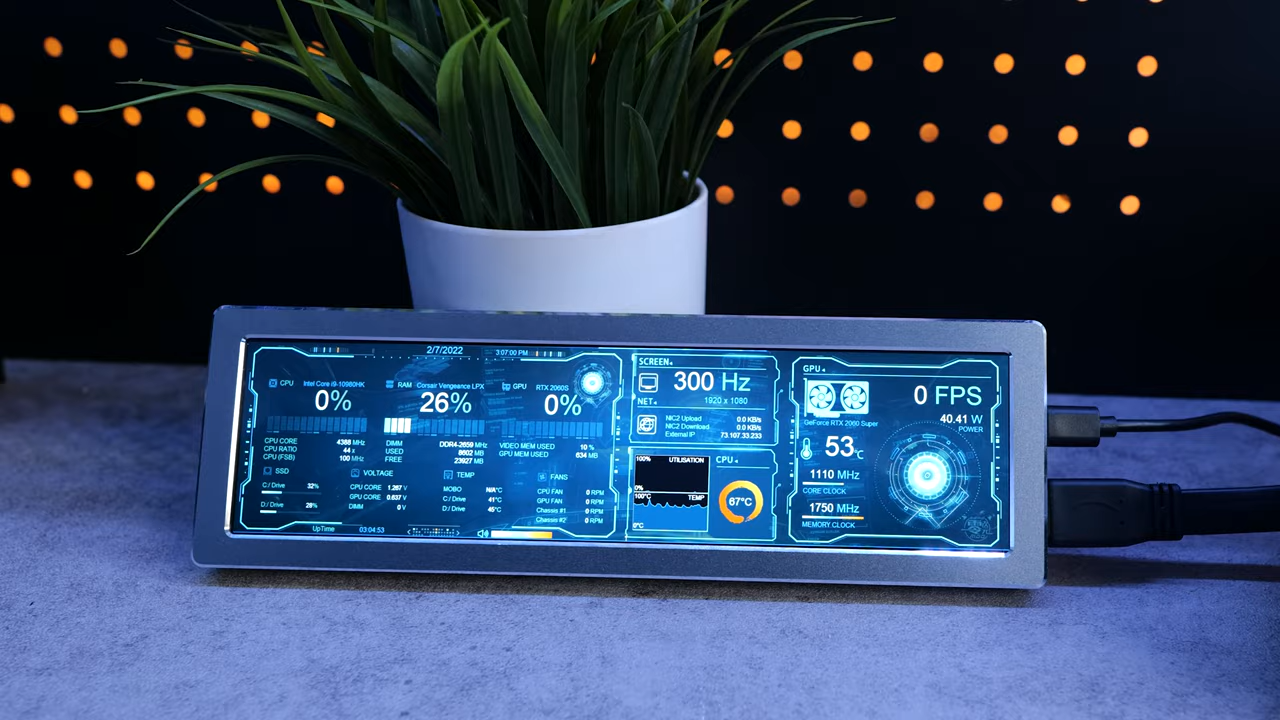 2/7/2022
3:07:00 PM
CPU
Intel Core i9-10980HK
0%
RAM
Corsair Vengeance LPX
26%
GPU
RTX 2060S
0%
CPU CORE 4388 MHz
CPU RATIO 44 x
CPU (FSB) 100 MHz
DIMM DDR4-2659 MHz
USED 8602 MB
FREE 23927 MB
VIDEO MEM USED 10 %
GPU MEM USED 634 MB
SSD
C:/ Drive 32%
D:/ Drive 28%
VOLTAGE
CPU CORE 1.267 V
GPU CORE 0.637 V
DIMM 0 V
TEMP
MOBO N/A°C
C:/ Drive 41°C
D:/ Drive 45°C
FANS
CPU FAN 0 RPM
GPU FAN 0 RPM
Chassis #1 0 RPM
Chassis #2 0 RPM
UpTime 03:04:53
SCREEN
300 Hz
1920 x 1080
NET
NIC2 Upload 0.0 KB/s
NIC2 Download 0.0 KB/s
External IP 73.107.33.233
100% UTILISATION
0%
100°C TEMP
0°C
CPU
67°C
GPU
0 FPS
GeForce RTX 2060 Super
40.41 W
POWER
53°C
1110 MHz
CORE CLOCK
1750 MHz
MEMORY CLOCK